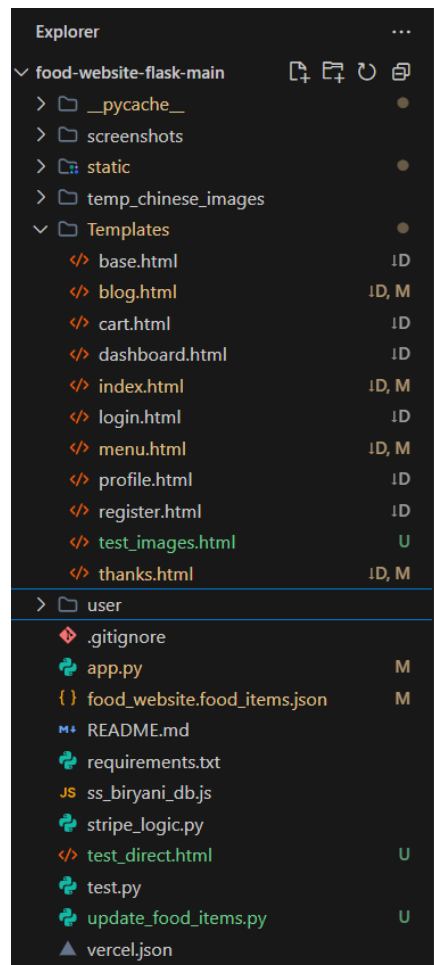 Explorer ...
food-website-flask-main
__pycache__
screenshots
static
temp_chinese_images
Templates
base.html ↓D
blog.html ↓D, M
cart.html ↓D
dashboard.html ↓D
index.html ↓D, M
login.html ↓D
menu.html ↓D, M
profile.html ↓D
register.html ↓D
test_images.html U
thanks.html ↓D, M
user
.gitignore
app.py M
{} food_website.food_items.json M
M↓ README.md
requirements.txt
JS ss_biryani_db.js
stripe_logic.py
test_direct.html U
test.py
update_food_items.py U
vercel.json